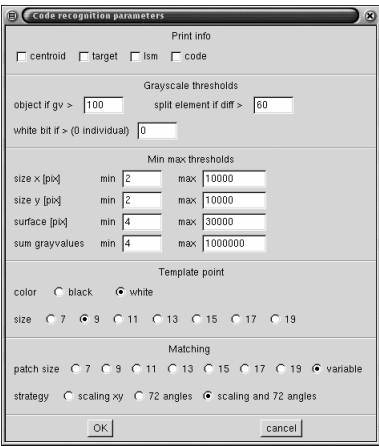 Code recognition parameters
Print info
centroid target lsm code
Grayscale thresholds
object if gv > 100 split element if diff > 60
white bit if > (0 individual) 0
Min max thresholds
size x [pix] min 2 max 10000
size y [pix] min 2 max 10000
surface [pix] min 4 max 30000
sum grayvalues min 4 max 1000000
Template point
color black white
size 7 9 11 13 15 17 19
Matching
patch size 7 9 11 13 15 17 19 variable
strategy scaling xy 72 angles scaling and 72 angles
OK cancel